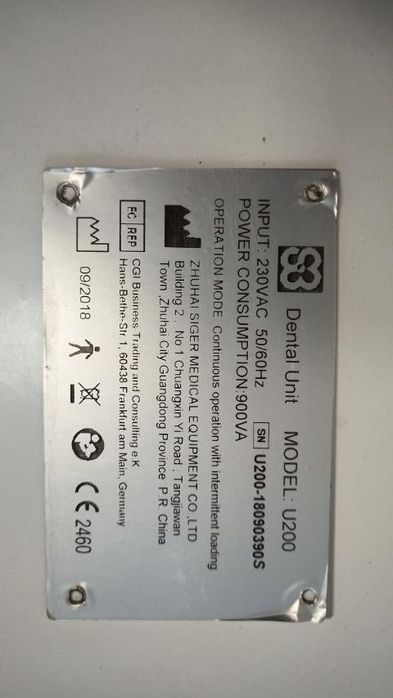 Dental Unit MODEL: U200
INPUT: 230VAC 50/60Hz SN U200-18090390S
POWER CONSUMPTION:900VA
OPERATION MODE Continuous operation with intermittent loading
ZHUHAI SIGER MEDICAL EQUIPMENT CO.,LTD
Building 2, No 1 Chuangxin Yi Road, Tangjiawan
Town, Zhuhai City Guangdong Province P.R. China
EC REP CGI Business Trading and Consulting e.K
Hans-Bethe-Str 1, 60438 Frankfurt am Main, Germany
09/2018 CE 2460